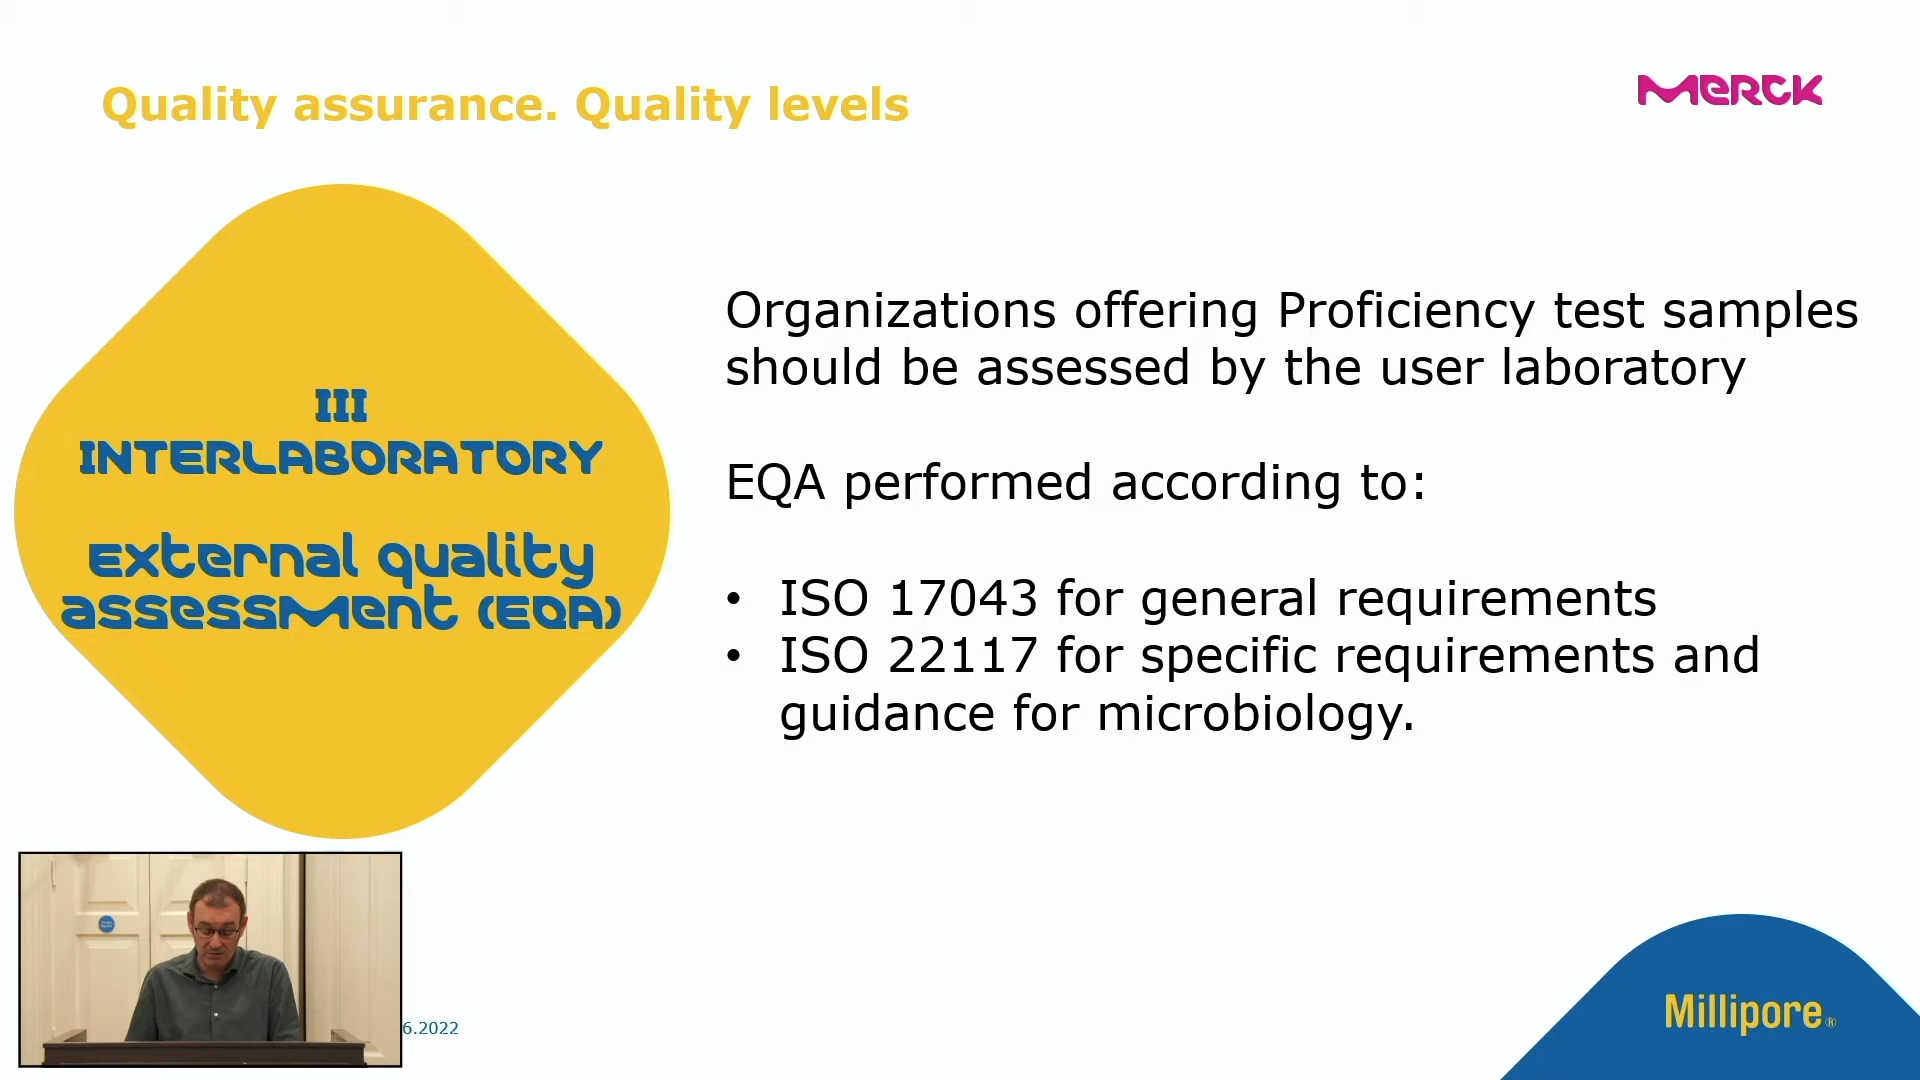 Quality assurance. Quality levels
MERCK
III
INTERLABORATORY
External quality
assessment (EQA)
Organizations offering Proficiency test samples
should be assessed by the user laboratory
EQA performed according to:
• ISO 17043 for general requirements
• ISO 22117 for specific requirements and
guidance for microbiology.
6.2022
Millipore®